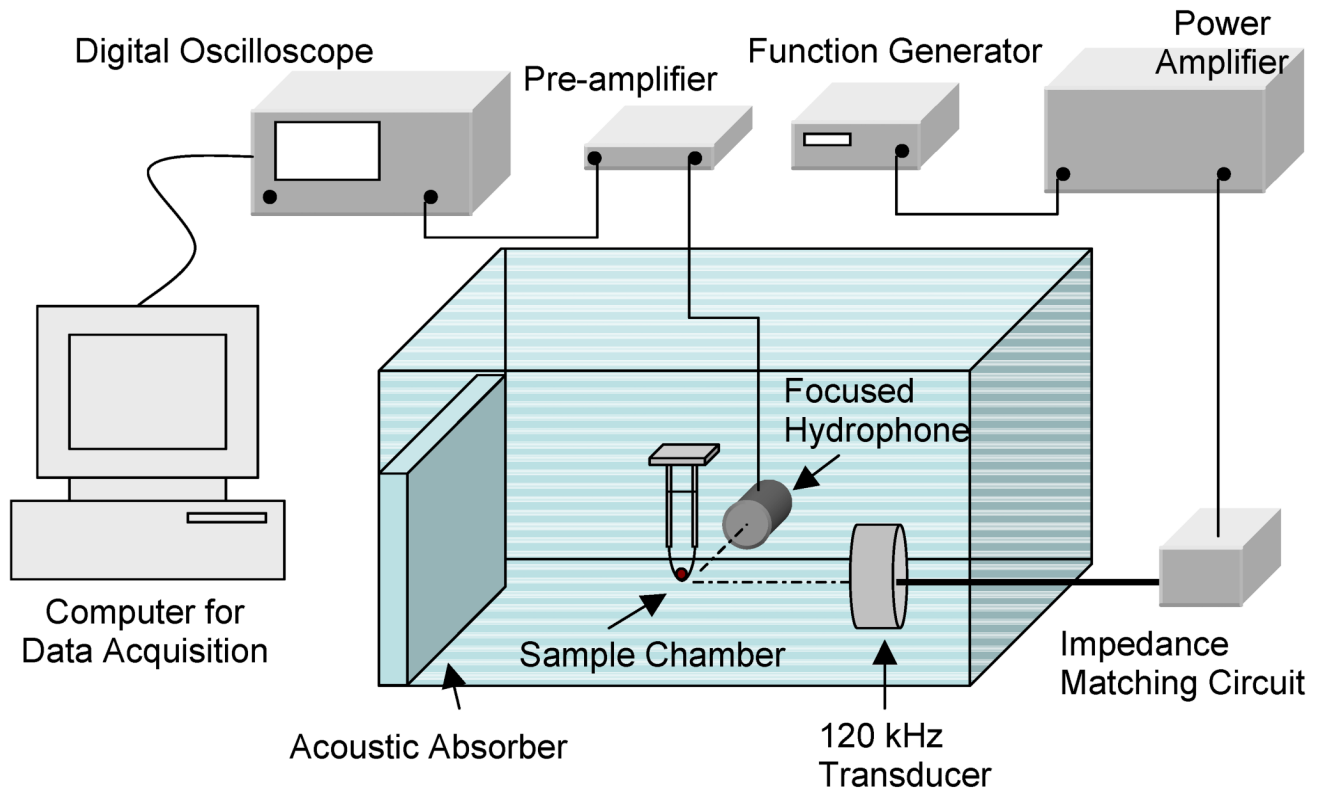 Digital Oscilloscope
Pre-amplifier
Function Generator
Power
Amplifier
Focused
Hydrophone
Computer for
Data Acquisition
Sample Chamber
Impedance
Matching Circuit
Acoustic Absorber
120 kHz
Transducer